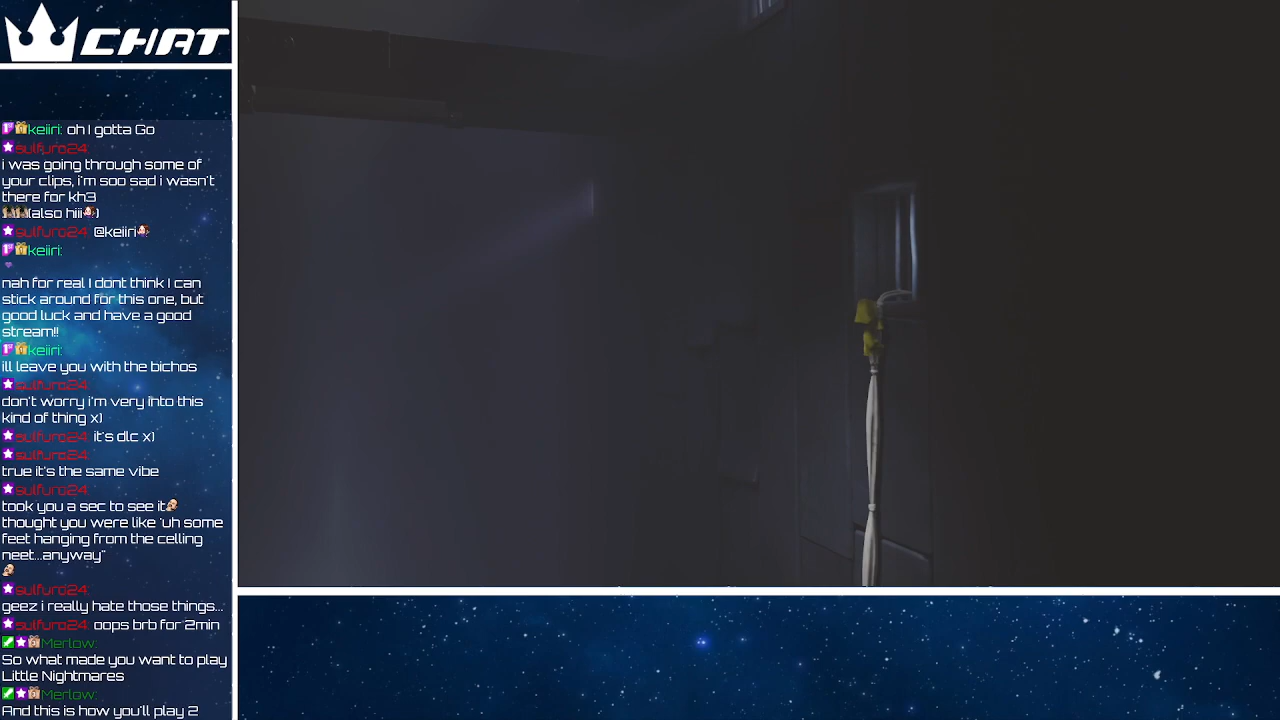 CHAT
keiiri: oh I gotta Go
sulfuro24:
i was going through some of
your clips, i'm soo sad i wasn't
there for kh3
(also hiii )
sulfuro24: @keiiri
keiiri:
nah for real I dont think I can
stick around for this one, but
good luck and have a good
stream!!
keiiri:
ill leave you with the bichos
sulfuro24:
don't worry i'm very into this
kind of thing x)
sulfuro24: it's dlc x)
sulfuro24:
true it's the same vibe
sulfuro24:
took you a sec to see it
thought you were like 'uh some
feet hanging from the celling
neet...anyway"
sulfuro24:
geez i really hate those things...
sulfuro24: oops brb for 2min
Merlow:
So what made you want to play
Little Nightmares
Merlow:
And this is how you'll play 2